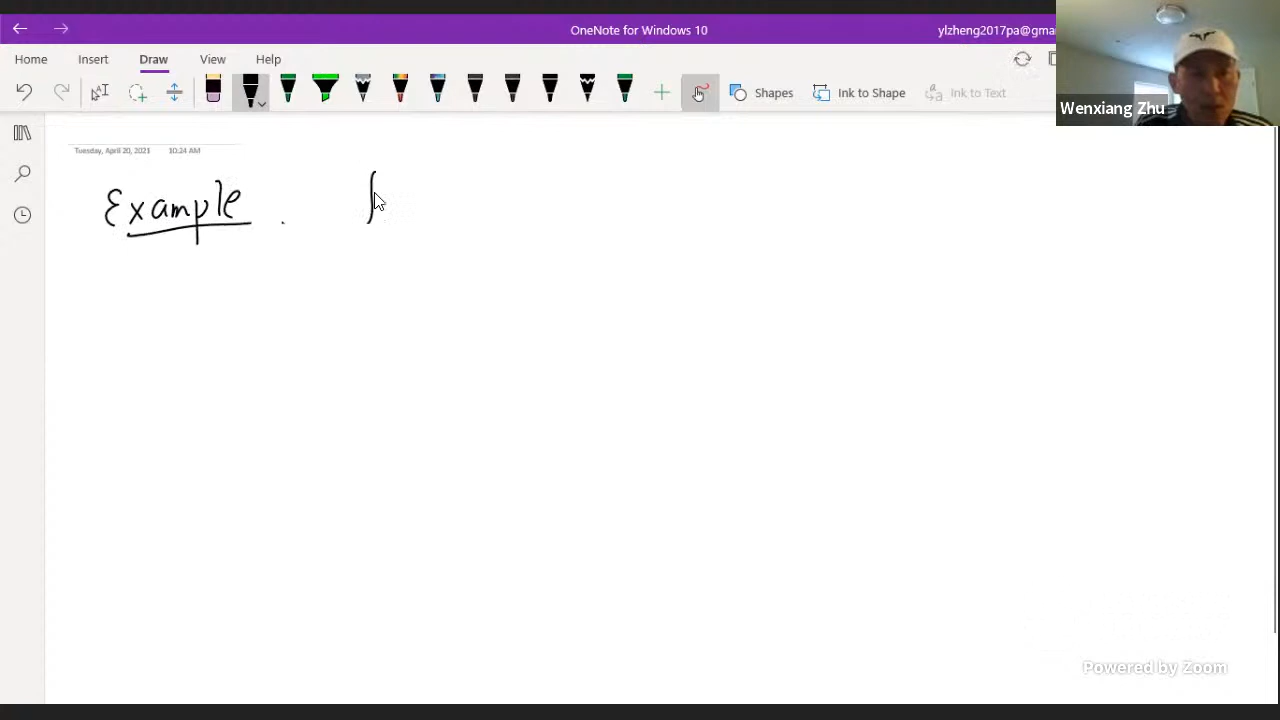 OneNote for Windows 10
ylzheng2017pa@gma
Home Insert Draw View Help
Shapes Ink to Shape Ink to Text
Wenxiang Zhu
Tuesday, April 20, 2021 10:24 AM
Example . ∫
Powered by Zoom